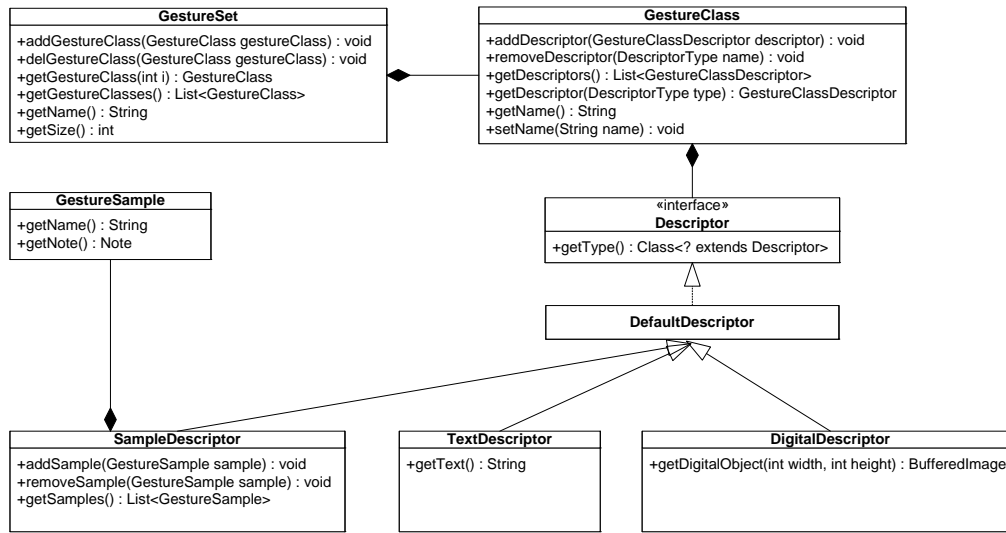 GestureSet
+addGestureClass(GestureClass gestureClass) : void
+delGestureClass(GestureClass gestureClass) : void
+getGestureClass(int i) : GestureClass
+getGestureClasses() : List<GestureClass>
+getName() : String
+getSize() : int
GestureClass
+addDescriptor(GestureClassDescriptor descriptor) : void
+removeDescriptor(DescriptorType name) : void
+getDescriptors() : List<GestureClassDescriptor>
+getDescriptor(DescriptorType type) : GestureClassDescriptor
+getName() : String
+setName(String name) : void
GestureSample
+getName() : String
+getNote() : Note
«interface»
Descriptor
+getType() : Class<? extends Descriptor>
DefaultDescriptor
SampleDescriptor
+addSample(GestureSample sample) : void
+removeSample(GestureSample sample) : void
+getSamples() : List<GestureSample>
TextDescriptor
+getText() : String
DigitalDescriptor
+getDigitalObject(int width, int height) : BufferedImage